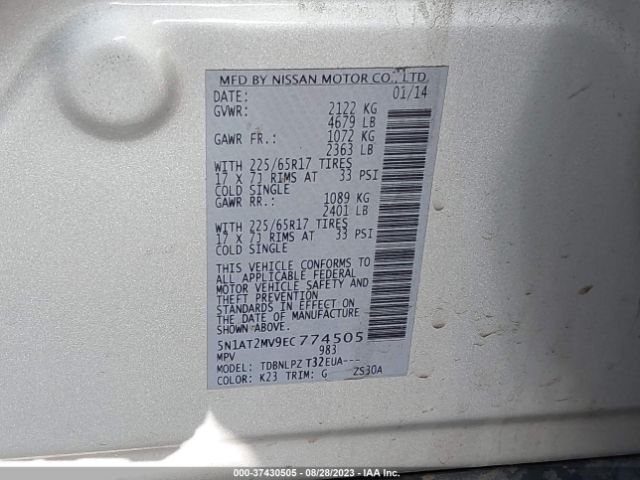 MFD BY NISSAN MOTOR CO., LTD.
DATE: 01/14
GVWR: 2122 KG
4679 LB
GAWR FR.: 1072 KG
2363 LB
WITH 225/65R17 TIRES
17 X 7J RIMS AT 33 PSI
COLD SINGLE
GAWR RR.: 1089 KG
2401 LB
WITH 225/65R17 TIRES
17 X 7J RIMS AT 33 PSI
COLD SINGLE
THIS VEHICLE CONFORMS TO
ALL APPLICABLE FEDERAL
MOTOR VEHICLE SAFETY AND
THEFT PREVENTION
STANDARDS IN EFFECT ON
THE DATE OF MANUFACTURE
SHOWN ABOVE.
5N1AT2MV9EC774505
MPV 983
MODEL: TDBNLPZ T32EUA---
COLOR: K23 TRIM: G ZS30A
000-37430505 - 08/28/2023 - IAA Inc.